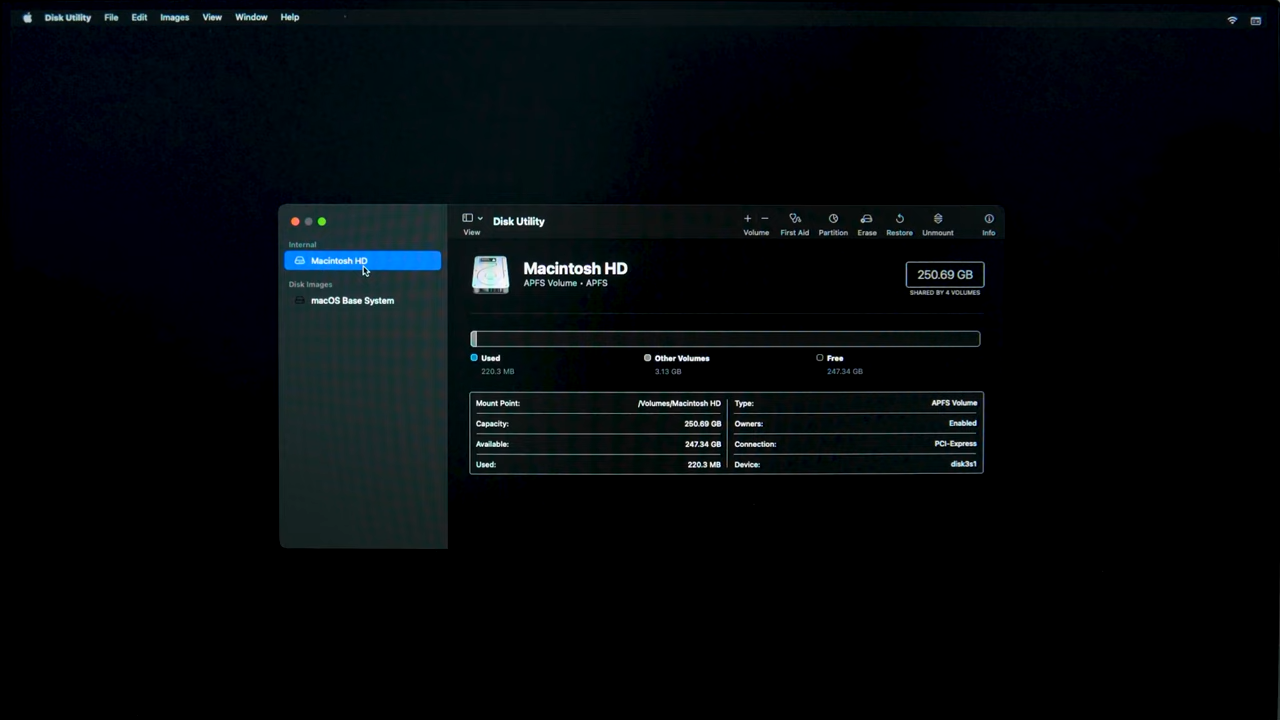 Disk Utility File Edit Images View Window Help
View Disk Utility Volume First Aid Partition Erase Restore Unmount Info
Internal
Macintosh HD
Disk Images
macOS Base System
Macintosh HD
APFS Volume • APFS
250.69 GB
SHARED BY 4 VOLUMES
Used Other Volumes Free
220.3 MB 3.13 GB 247.34 GB
Mount Point: /Volumes/Macintosh HD Type: APFS Volume
Capacity: 250.69 GB Owners: Enabled
Available: 247.34 GB Connection: PCI-Express
Used: 220.3 MB Device: disk3s1